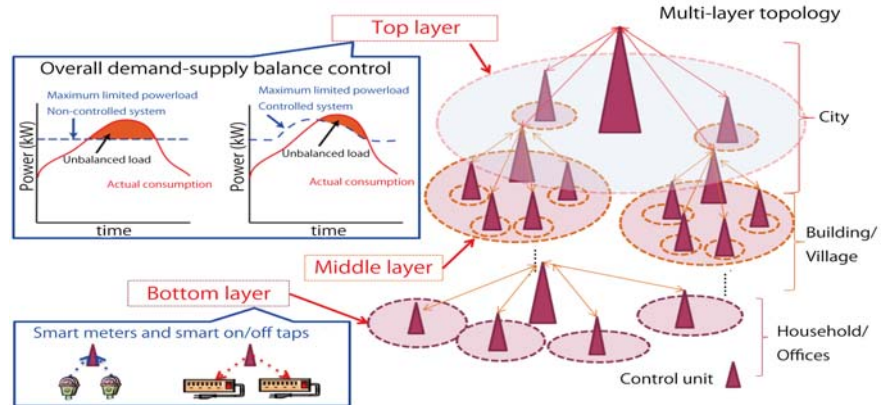 Multi-layer topology
Top layer
Overall demand-supply balance control
Maximum limited powerload
Non-controlled system
Power (kW)
Unbalanced load
Actual consumption
time
Maximum limited powerload
Controlled system
Power (kW)
Unbalanced load
Actual consumption
time
City
Building/
Village
Middle layer
Bottom layer
Smart meters and smart on/off taps
Household/
Offices
Control unit